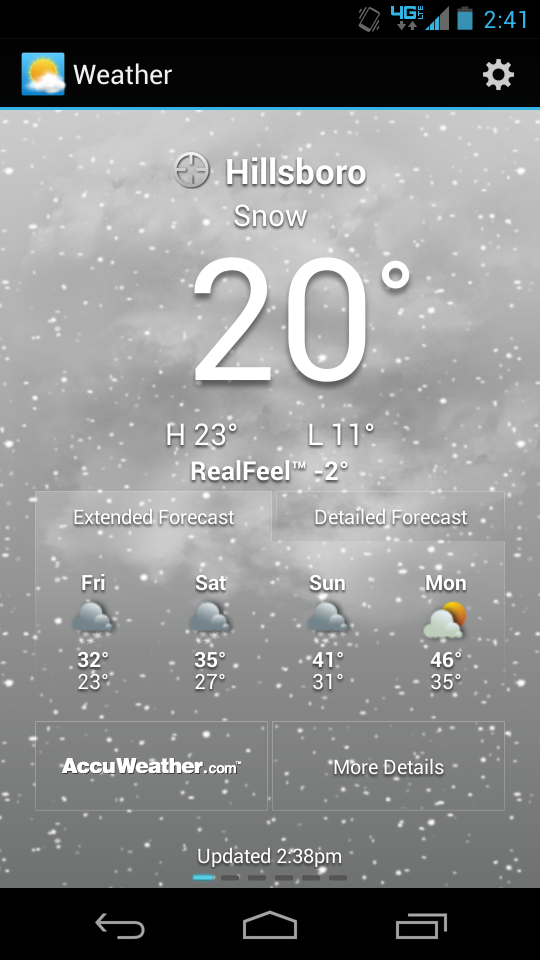 4G LTE 2:41
Weather
Hillsboro
Snow
20°
H 23° L 11°
RealFeel™ -2°
Extended Forecast Detailed Forecast
Fri Sat Sun Mon
32° 35° 41° 46°
23° 27° 31° 35°
AccuWeather.com™ More Details
Updated 2:38pm